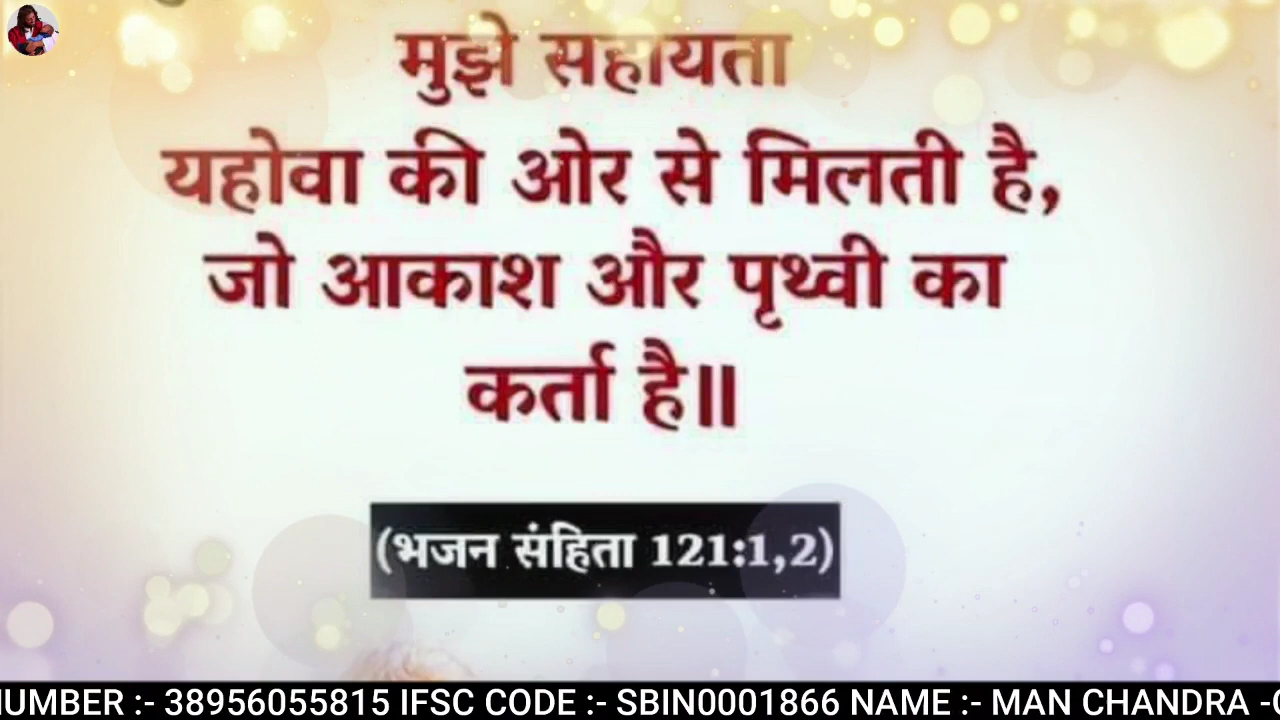 मुझे सहायता
यहोवा की ओर से मिलती है,
जो आकाश और पृथ्वी का
कर्ता है॥
(भजन संहिता 121:1,2)
NUMBER :- 38956055815 IFSC CODE :- SBIN0001866 NAME :- MAN CHANDRA -